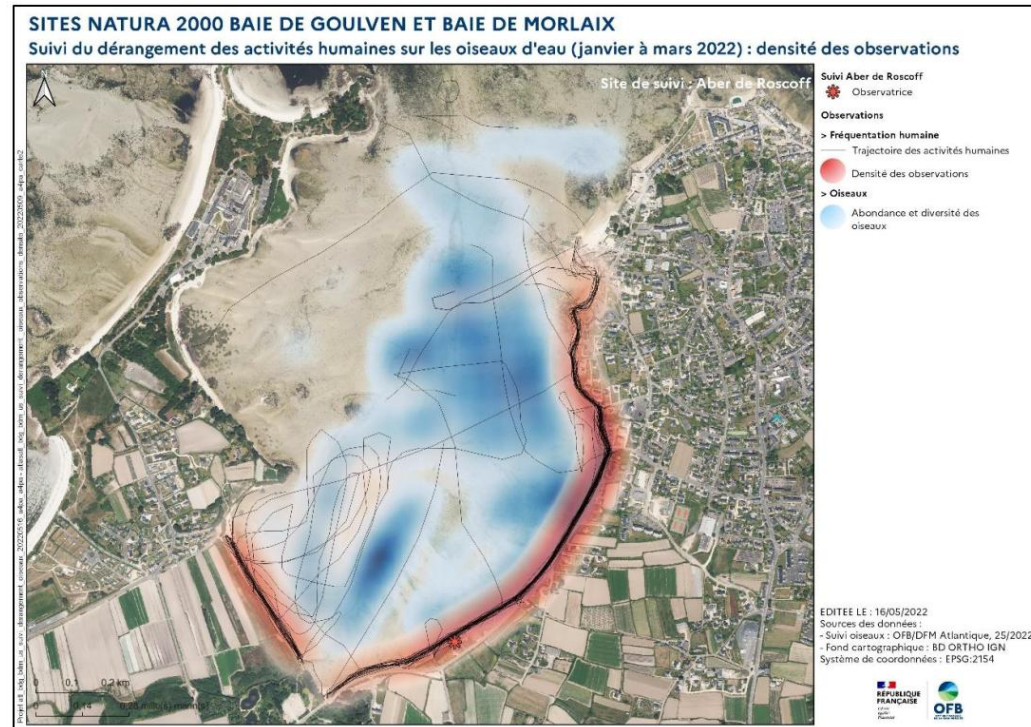 SITES NATURA 2000 BAIE DE GOULVEN ET BAIE DE MORLAIX
Suivi du dérangement des activités humaines sur les oiseaux d'eau (janvier à mars 2022) : densité des observations
Site de suivi : Aber de Roscoff
Suivi Aber de Roscoff
Observatrice
Observations
> Fréquentation humaine
Trajectoire des activités humaines
Densité des observations
> Oiseaux
Abondance et diversité des
oiseaux
EDITEE LE : 16/05/2022
Sources des données :
- Suivi oiseaux : OFB/DFM Atlantique, 25/2022
- Fond cartographique : BD ORTHO IGN
Système de coordonnées : EPSG:2154
0 0.1 0.2 km
0 0.14
RÉPUBLIQUE
FRANÇAISE
OFB